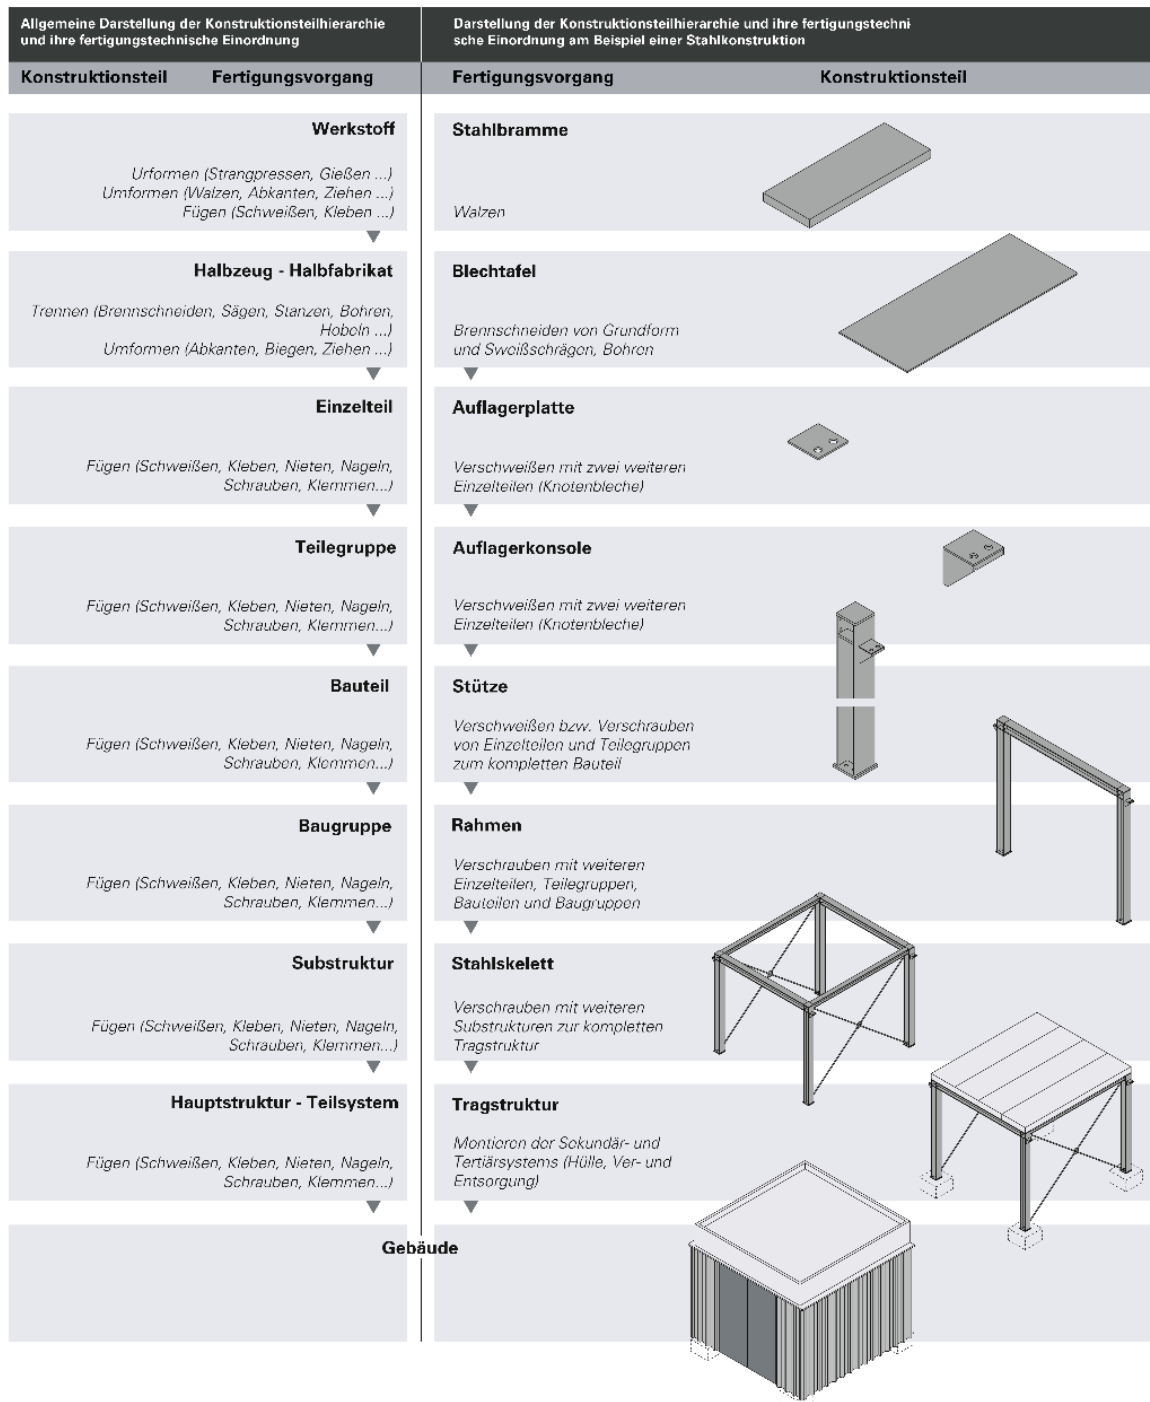 Allgemeine Darstellung der Konstruktionsteilhierarchie
und ihre fertigungstechnische Einordnung
Darstellung der Konstruktionsteilhierarchie und ihre fertigungstechni
sche Einordnung am Beispiel einer Stahlkonstruktion
Konstruktionsteil Fertigungsvorgang
Fertigungsvorgang Konstruktionsteil
Werkstoff
Urformen (Strangpressen, Gießen ...)
Umformen (Walzen, Abkanten, Ziehen ...)
Fügen (Schweißen, Kleben ...)
Stahlbramme
Walzen
Halbzeug - Halbfabrikat
Trennen (Brennschneiden, Sägen, Stanzen, Bohren,
Hobeln ...)
Umformen (Abkanten, Biegen, Ziehen ...)
Blechtafel
Brennschneiden von Grundform
und Sweißschrägen, Bohren
Einzelteil
Fügen (Schweißen, Kleben, Nieten, Nageln,
Schrauben, Klemmen...)
Auflagerplatte
Verschweißen mit zwei weiteren
Einzelteilen (Knotenbleche)
Teilegruppe
Fügen (Schweißen, Kleben, Nieten, Nageln,
Schrauben, Klemmen...)
Auflagerkonsole
Verschweißen mit zwei weiteren
Einzelteilen (Knotenbleche)
Bauteil
Fügen (Schweißen, Kleben, Nieten, Nageln,
Schrauben, Klemmen...)
Stütze
Verschweißen bzw. Verschrauben
von Einzelteilen und Teilegruppen
zum kompletten Bauteil
Baugruppe
Fügen (Schweißen, Kleben, Nieten, Nageln,
Schrauben, Klemmen...)
Rahmen
Verschrauben mit weiteren
Einzelteilen, Teilegruppen,
Bauteilen und Baugruppen
Substruktur
Fügen (Schweißen, Kleben, Nieten, Nageln,
Schrauben, Klemmen...)
Stahlskelett
Verschrauben mit weiteren
Substrukturen zur kompletten
Tragstruktur
Hauptstruktur - Teilsystem
Fügen (Schweißen, Kleben, Nieten, Nageln,
Schrauben, Klemmen...)
Tragstruktur
Montieren der Sekundär- und
Tertiärsystems (Hülle, Ver- und
Entsorgung)
Gebäude